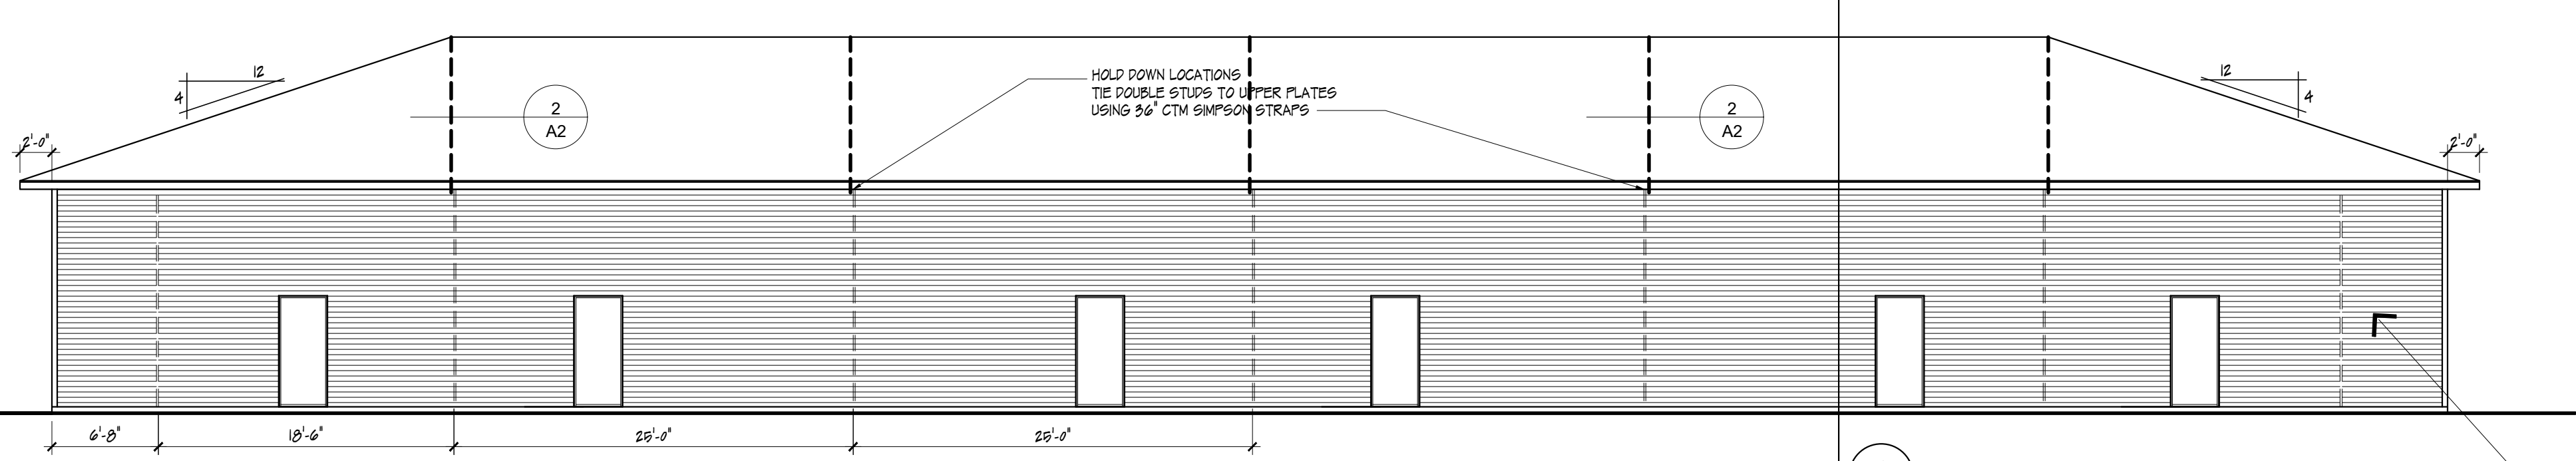 12
4
2'-0"
2
A2
HOLD DOWN LOCATIONS
TIE DOUBLE STUDS TO UPPER PLATES
USING 36" CTM SIMPSON STRAPS
2
A2
12
4
2'-0"
6'-8"
18'-6"
25'-0"
25'-0"